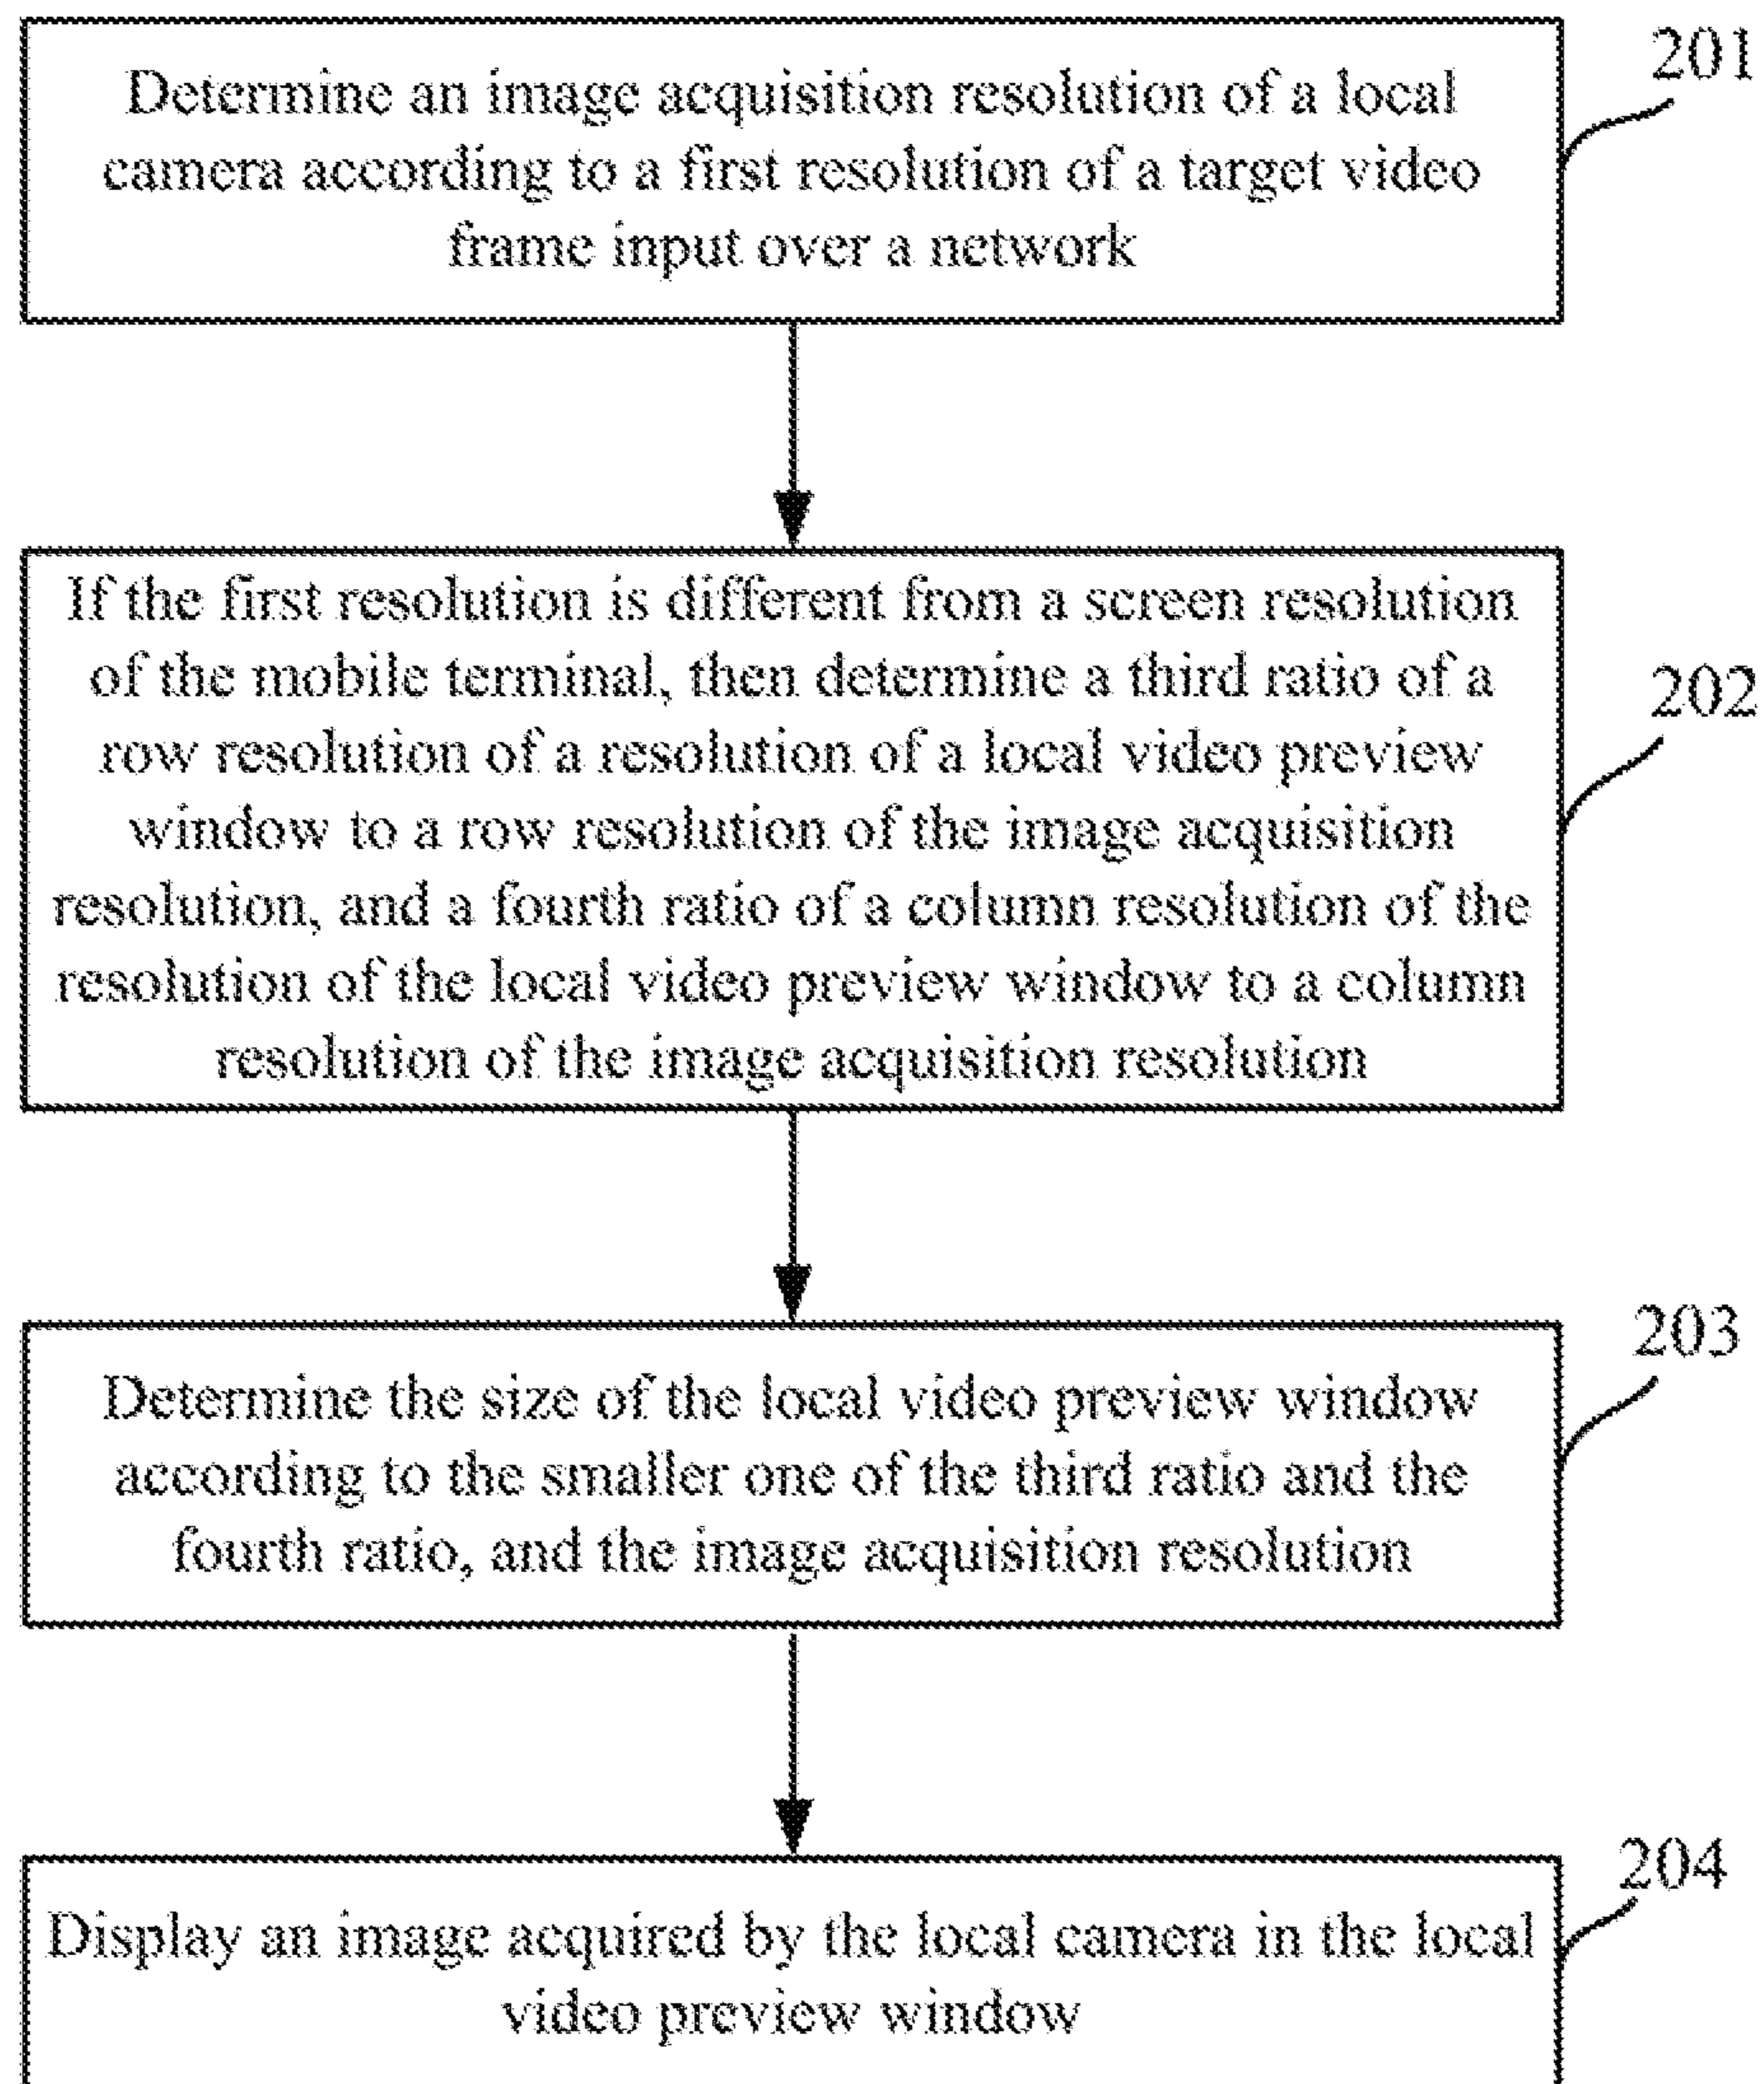 Determine an image acquisition resolution of a local
camera according to a first resolution of a target video
frame input over a network
201
If the first resolution is different from a screen resolution
of the mobile terminal, then determine a third ratio of a
row resolution of a resolution of a local video preview
window to a row resolution of the image acquisition
resolution, and a fourth ratio of a column resolution of the
resolution of the local video preview window to a column
resolution of the image acquisition resolution
202
Determine the size of the local video preview window
according to the smaller one of the third ratio and the
fourth ratio, and the image acquisition resolution
203
Display an image acquired by the local camera in the local
video preview window
204